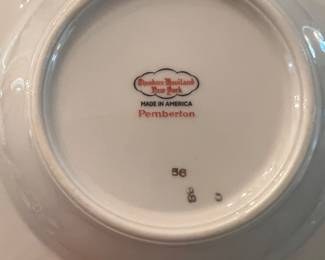 Theodore Haviland
New York
MADE IN AMERICA
Pemberton
56